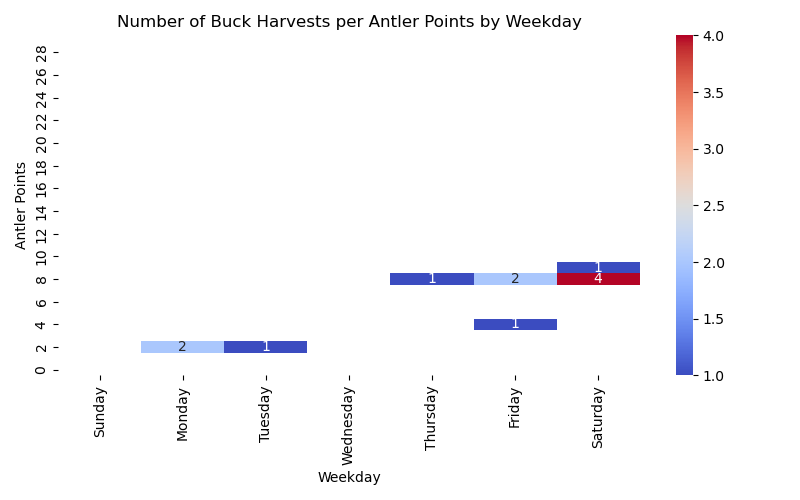 Number of Buck Harvests per Antler Points by Weekday
Antler Points
28
26
24
22
20
18
16
14
12
10
8
6
4
2
0
1
1
2
4
1
2
1
Sunday
Monday
Tuesday
Wednesday
Thursday
Friday
Saturday
Weekday
4.0
3.5
3.0
2.5
2.0
1.5
1.0